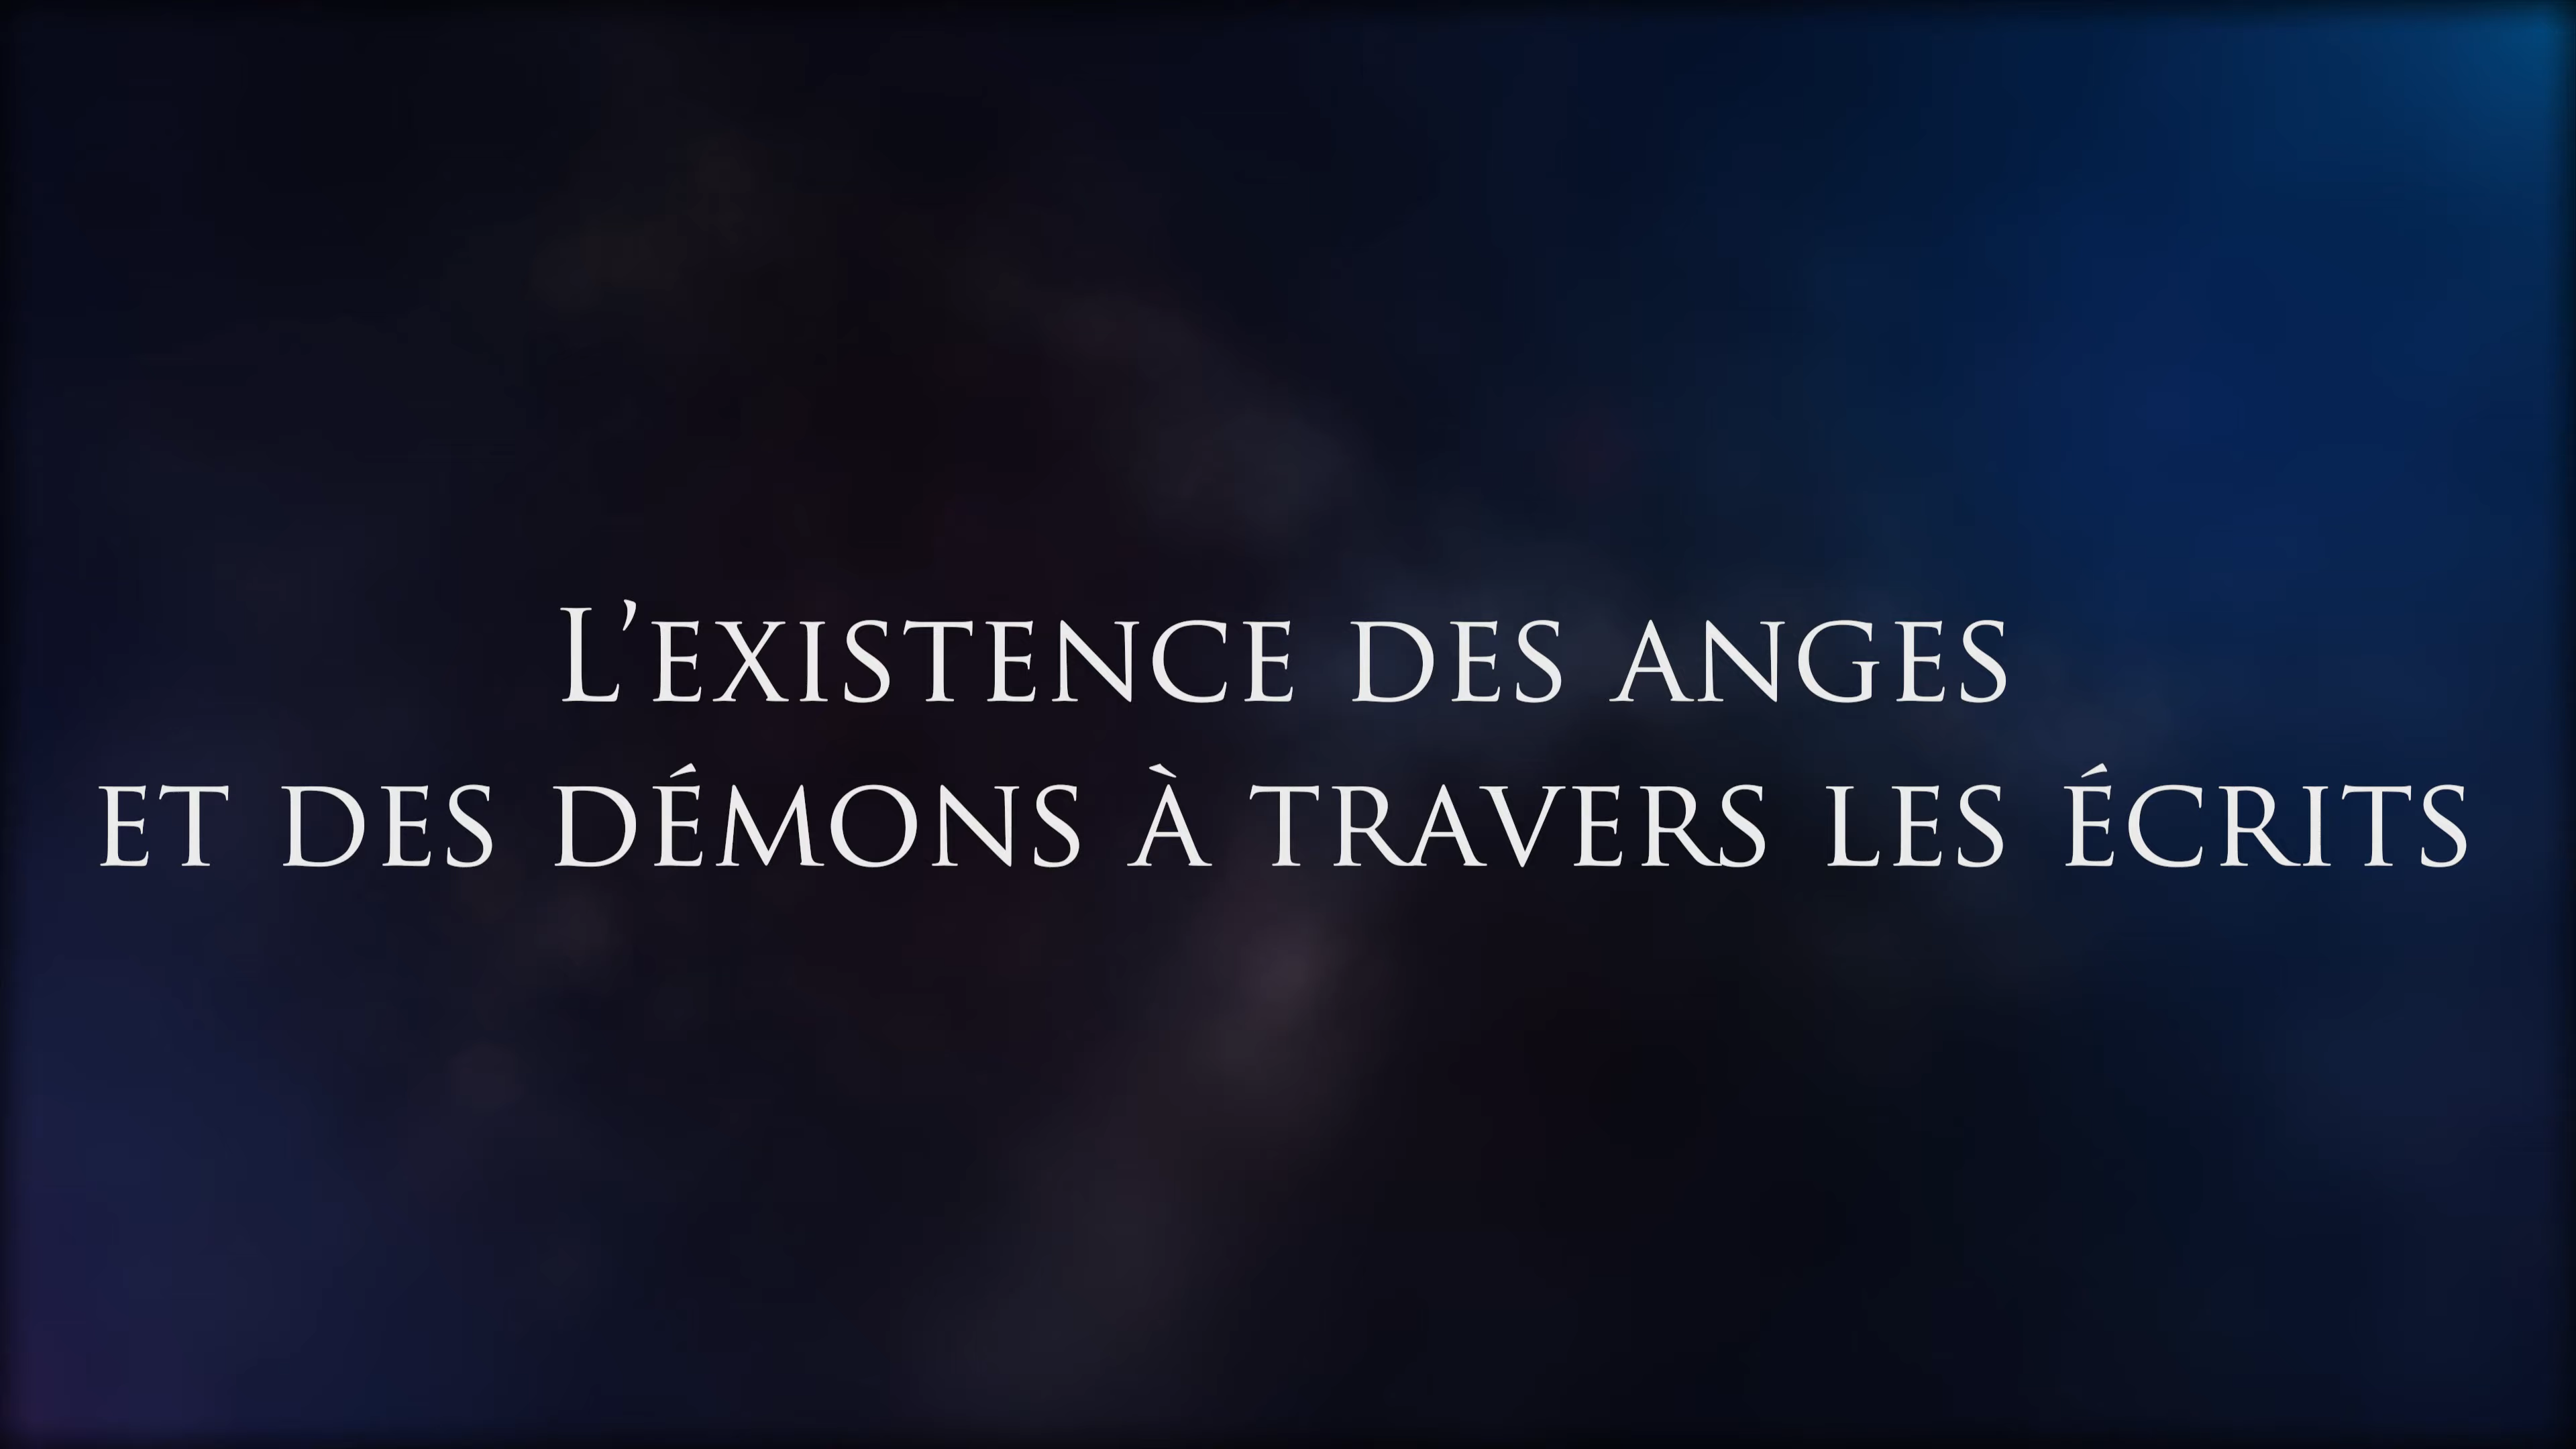 L’existence des anges
et des démons à travers les écrits